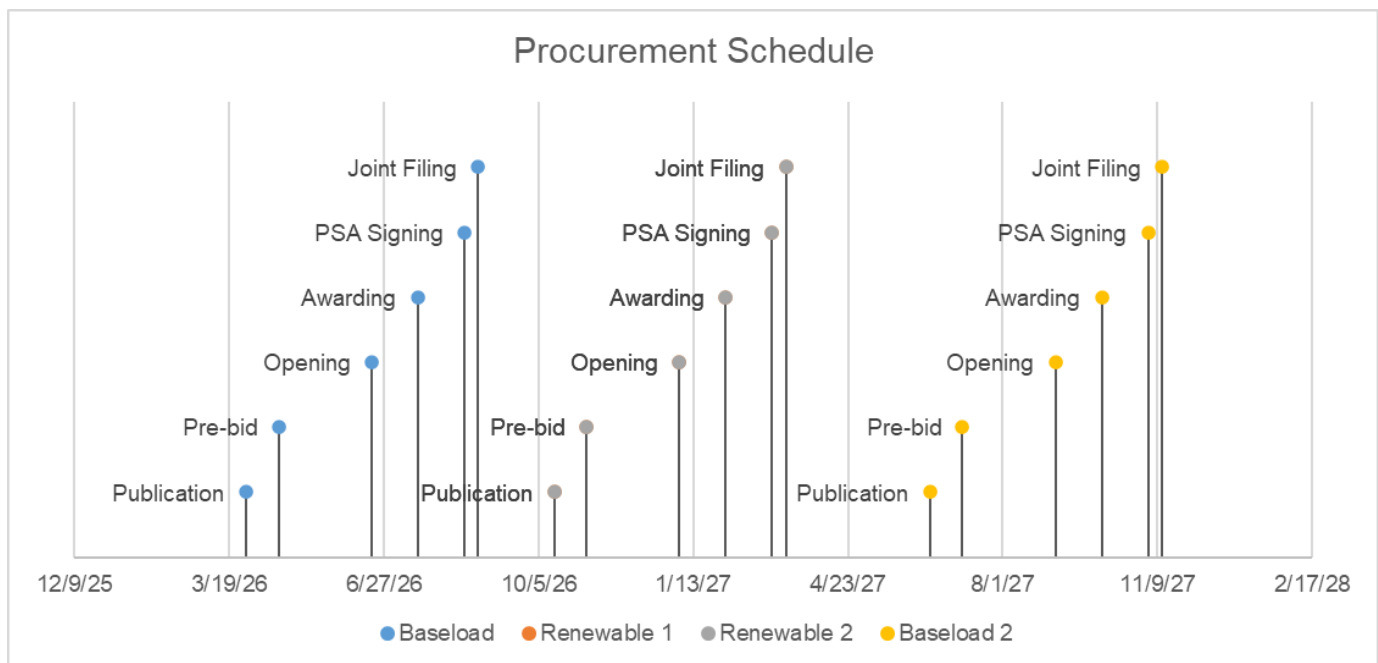 Procurement Schedule
Joint Filing Joint Filing Joint Filing
PSA Signing PSA Signing PSA Signing
Awarding Awarding Awarding
Opening Opening Opening
Pre-bid Pre-bid Pre-bid
Publication Publication Publication
12/9/25 3/19/26 6/27/26 10/5/26 1/13/27 4/23/27 8/1/27 11/9/27 2/17/28
Baseload Renewable 1 Renewable 2 Baseload 2